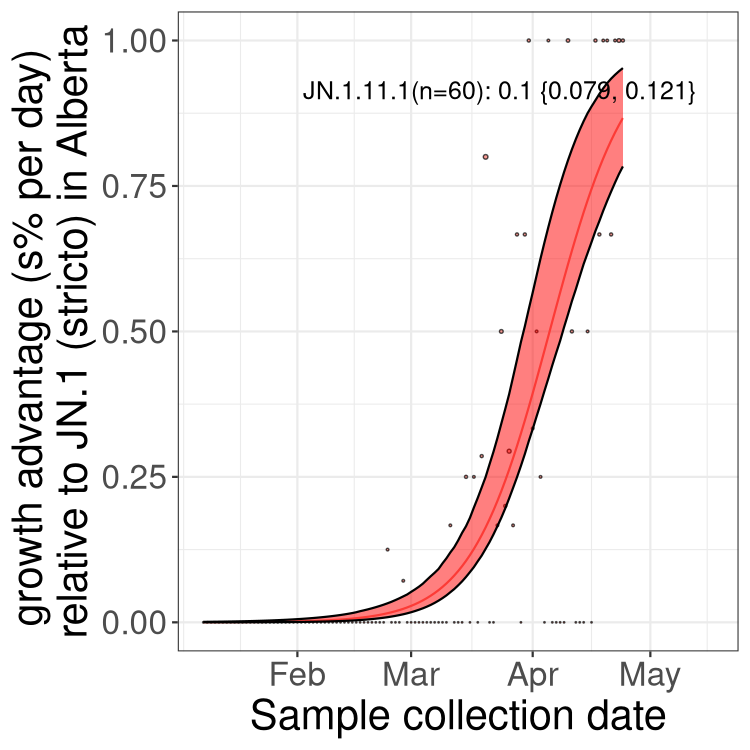 growth advantage (s% per day)
relative to JN.1 (stricto) in Alberta
1.00
0.75
0.50
0.25
0.00
JN.1.11.1(n=60): 0.1 {0.079, 0.121}
Feb
Mar
Apr
May
Sample collection date